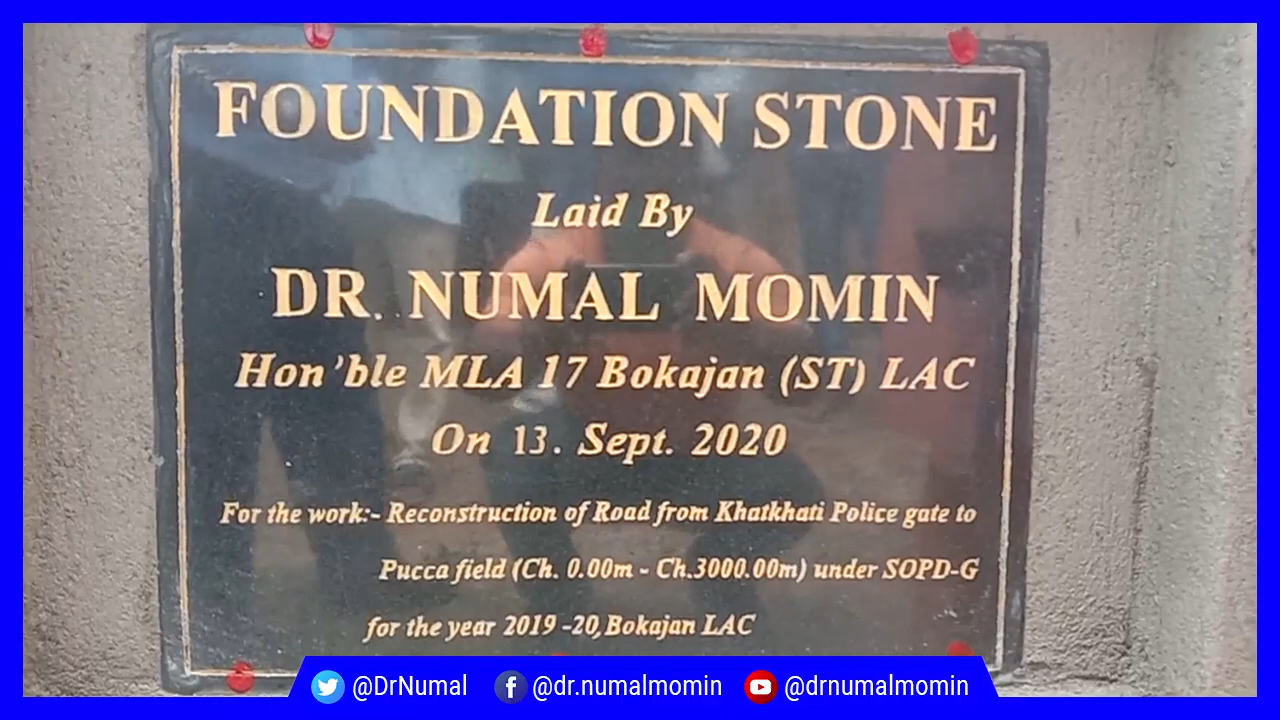 FOUNDATION STONE
Laid By
DR. NUMAL MOMIN
Hon'ble MLA 17 Bokajan (ST) LAC
On 13. Sept. 2020
For the work:- Reconstruction of Road from Khatkhati Police gate to
Pucca field (Ch. 0.00m - Ch.3000.00m) under SOPD-G
for the year 2019 -20, Bokajan LAC
@DrNumal @dr.numalmomin @drnumalmomin